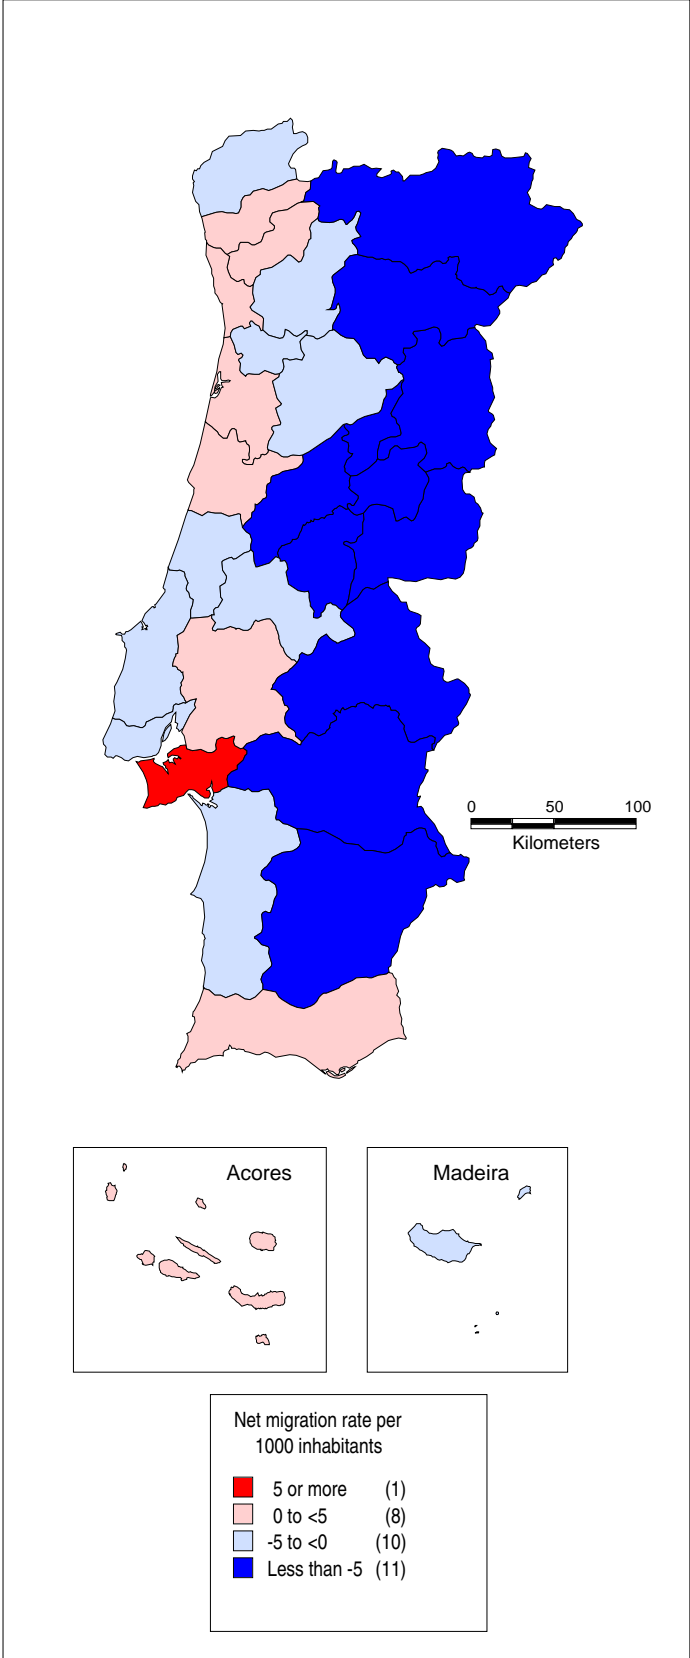 0 50 100
Kilometers
Acores
Madeira
Net migration rate per
1000 inhabitants
5 or more (1)
0 to <5 (8)
-5 to <0 (10)
Less than -5 (11)